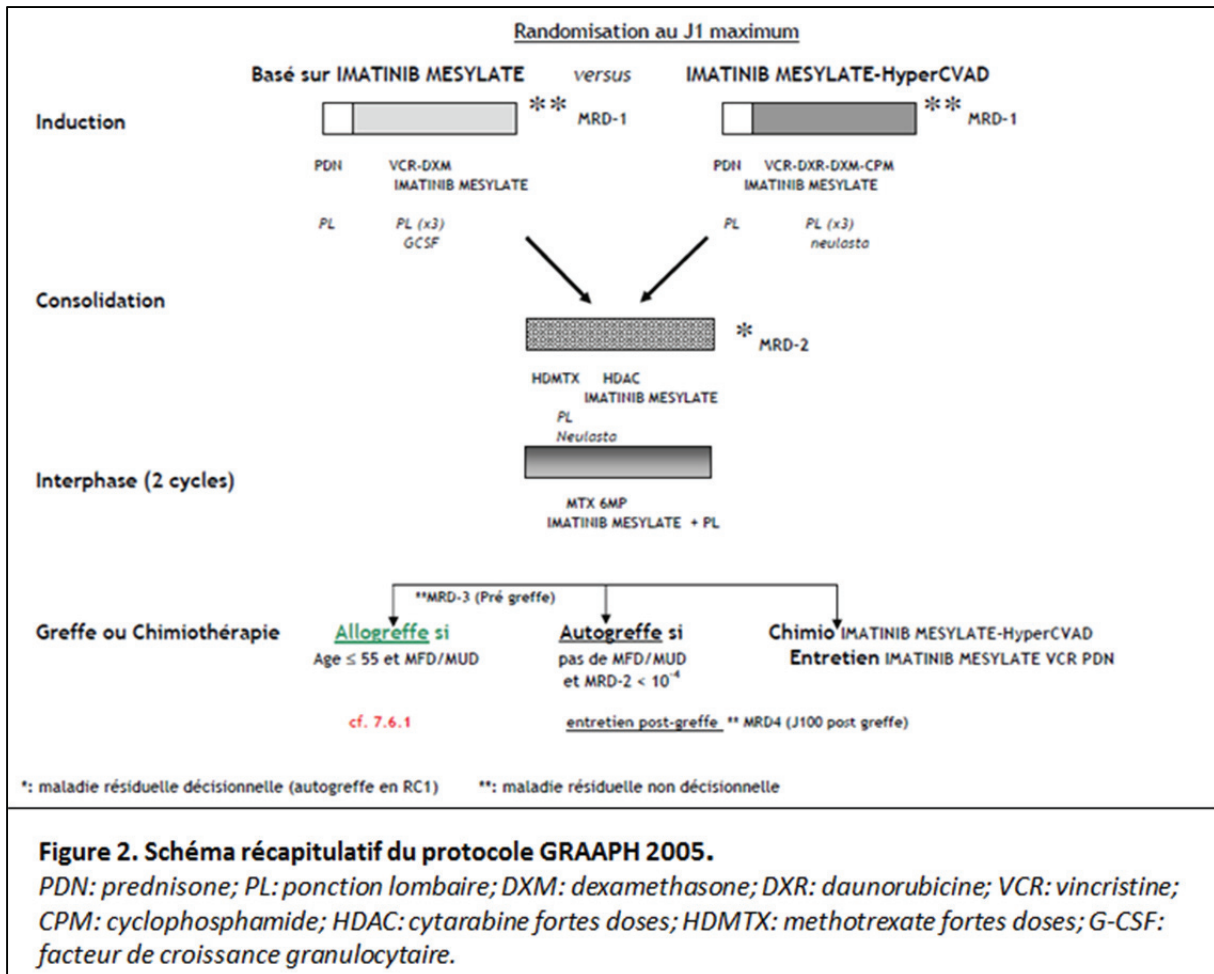 Randomisation au J1 maximum
Basé sur IMATINIB MESYLATE versus IMATINIB MESYLATE-HyperCVAD
Induction
** MRD-1
** MRD-1
PDN VCR-DXM
IMATINIB MESYLATE
PDN VCR-DXR-DXM-CPM
IMATINIB MESYLATE
PL PL (x3)
GCSF
PL PL (x3)
neulasta
Consolidation
* MRD-2
HDMTX HDAC
IMATINIB MESYLATE
PL
Neulasta
Interphase (2 cycles)
MTX 6MP
IMATINIB MESYLATE + PL
**MRD-3 (Pré greffe)
Greffe ou Chimiothérapie
Allogreffe si
Age ≤ 55 et MFD/MUD
cf. 7.6.1
Autogreffe si
pas de MFD/MUD
et MRD-2 < 10⁻⁴
entretien post-greffe ** MRD4 (J100 post greffe)
Chimio IMATINIB MESYLATE-HyperCVAD
Entretien IMATINIB MESYLATE VCR PDN
*: maladie résiduelle décisionnelle (autogreffe en RC1) **: maladie résiduelle non décisionnelle
Figure 2. Schéma récapitulatif du protocole GRAAPH 2005.
PDN: prednisone; PL: ponction lombaire; DXM: dexamethasone; DXR: daunorubicine; VCR: vincristine;
CPM: cyclophosphamide; HDAC: cytarabine fortes doses; HDMTX: methotrexate fortes doses; G-CSF:
facteur de croissance granulocytaire.